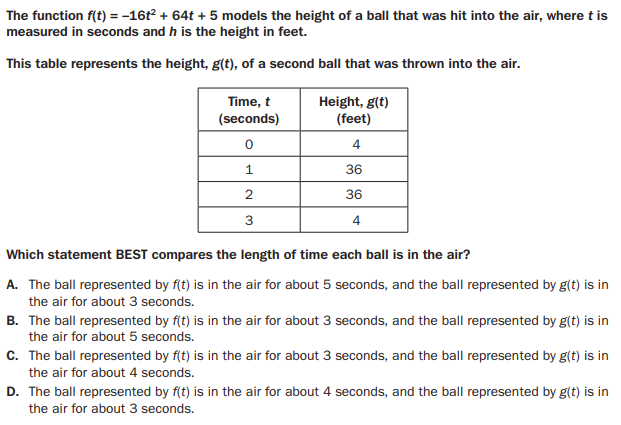 The function f(t) = –16t² + 64t + 5 models the height of a ball that was hit into the air, where t is
measured in seconds and h is the height in feet.
This table represents the height, g(t), of a second ball that was thrown into the air.
Time, t (seconds) Height, g(t) (feet)
0 4
1 36
2 36
3 4
Which statement BEST compares the length of time each ball is in the air?
A. The ball represented by f(t) is in the air for about 5 seconds, and the ball represented by g(t) is in
the air for about 3 seconds.
B. The ball represented by f(t) is in the air for about 3 seconds, and the ball represented by g(t) is in
the air for about 5 seconds.
C. The ball represented by f(t) is in the air for about 3 seconds, and the ball represented by g(t) is in
the air for about 4 seconds.
D. The ball represented by f(t) is in the air for about 4 seconds, and the ball represented by g(t) is in
the air for about 3 seconds.